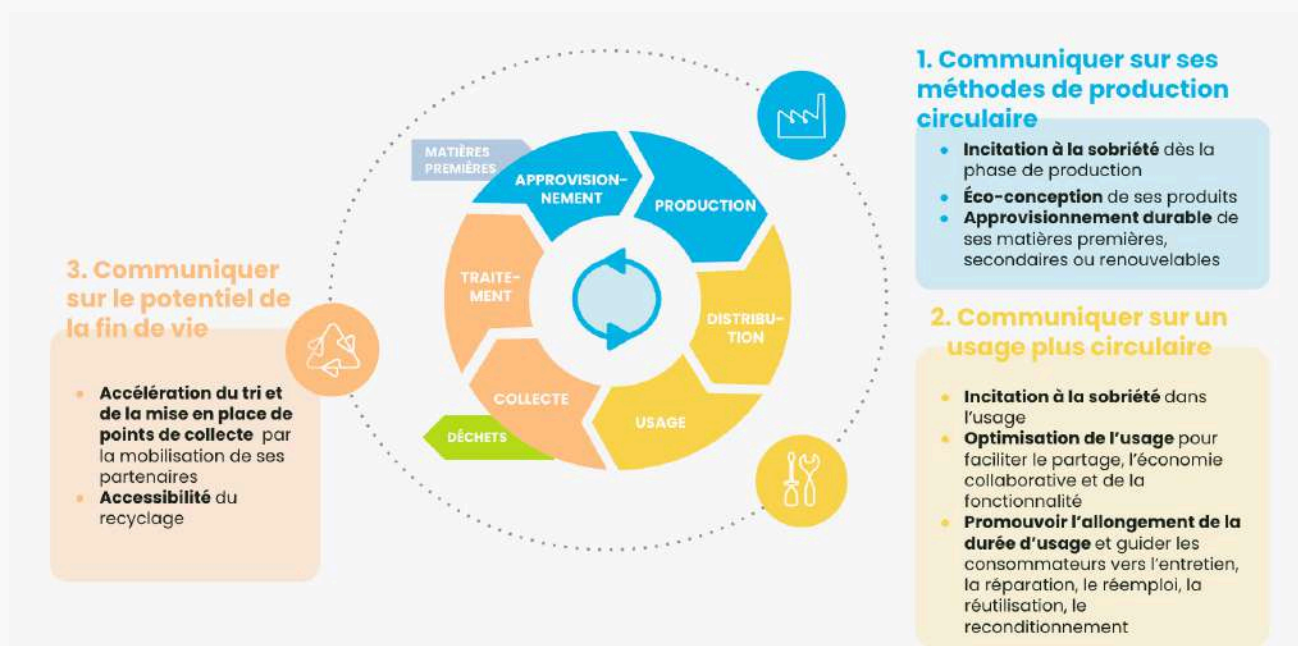 1. Communiquer sur ses
méthodes de production
circulaire
• Incitation à la sobriété dès la
phase de production
• Éco-conception de ses produits
• Approvisionnement durable de
ses matières premières,
secondaires ou renouvelables
MATIÈRES
PREMIÈRES
APPROVISION-
NEMENT
PRODUCTION
DISTRIBU-
TION
USAGE
COLLECTE
TRAITE-
MENT
DÉCHETS
2. Communiquer sur un
usage plus circulaire
• Incitation à la sobriété dans
l'usage
• Optimisation de l'usage pour
faciliter le partage, l'économie
collaborative et de la
fonctionnalité
• Promouvoir l'allongement de la
durée d'usage et guider les
consommateurs vers l'entretien,
la réparation, le réemploi, la
réutilisation, le
reconditionnement
3. Communiquer
sur le potentiel de
la fin de vie
• Accélération du tri et
de la mise en place de
points de collecte par
la mobilisation de ses
partenaires
• Accessibilité du
recyclage